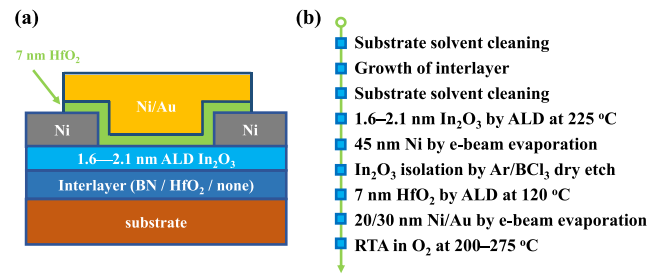 (a)
7 nm HfO₂
Ni/Au
Ni
Ni
1.6—2.1 nm ALD In₂O₃
Interlayer (BN / HfO₂ / none)
substrate
(b)
Substrate solvent cleaning
Growth of interlayer
Substrate solvent cleaning
1.6–2.1 nm In₂O₃ by ALD at 225 ᵒC
45 nm Ni by e-beam evaporation
In₂O₃ isolation by Ar/BCl₃ dry etch
7 nm HfO₂ by ALD at 120 ᵒC
20/30 nm Ni/Au by e-beam evaporation
RTA in O₂ at 200–275 ᵒC